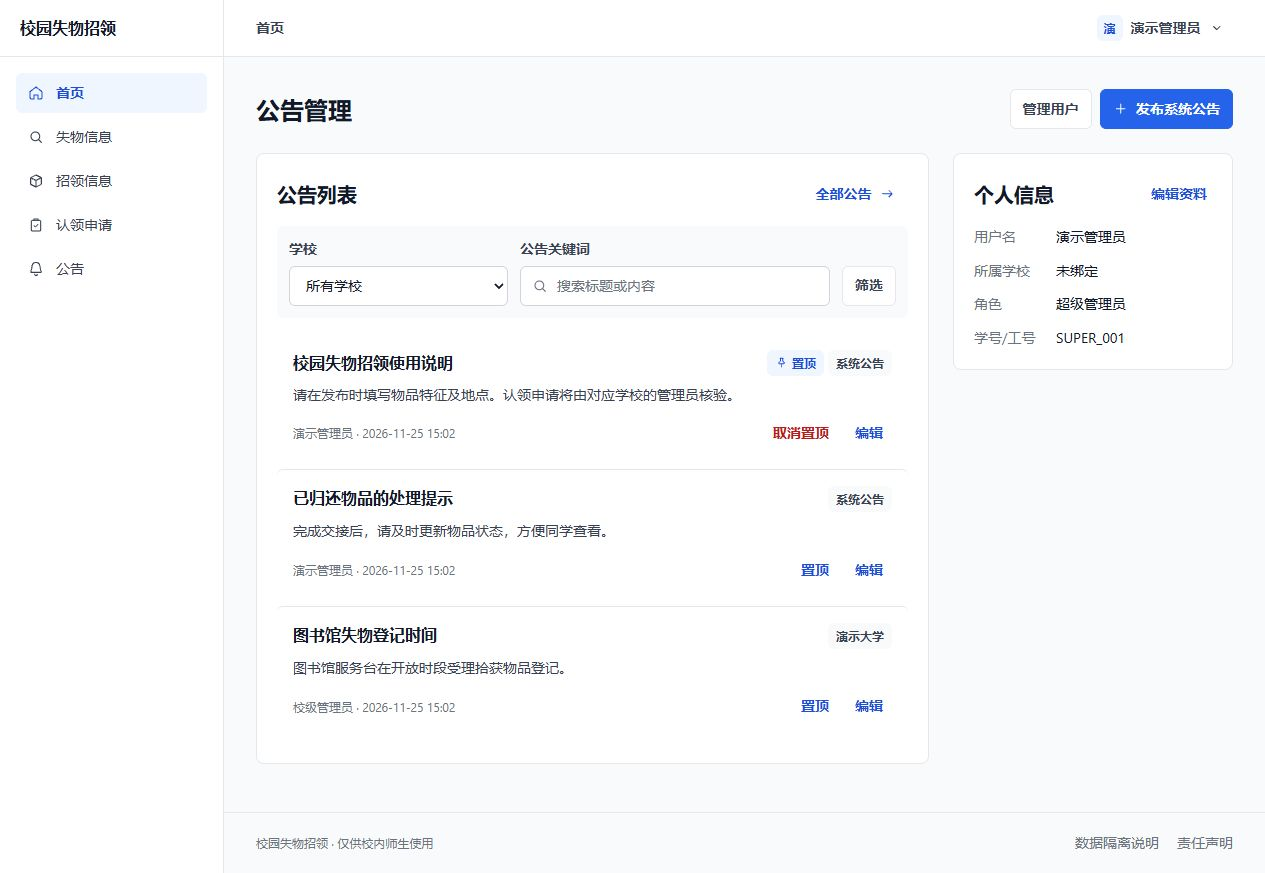 校园失物招领
首页
演 演示管理员
首页
失物信息
招领信息
认领申请
公告
公告管理
管理用户
发布系统公告
公告列表
全部公告 →
学校
公告关键词
所有学校
搜索标题或内容
筛选
校园失物招领使用说明
置顶 系统公告
请在发布时填写物品特征及地点。认领申请将由对应学校的管理员核验。
演示管理员 · 2026-11-25 15:02
取消置顶 编辑
已归还物品的处理提示
系统公告
完成交接后，请及时更新物品状态，方便同学查看。
演示管理员 · 2026-11-25 15:02
置顶 编辑
图书馆失物登记时间
演示大学
图书馆服务台在开放时段受理拾获物品登记。
校级管理员 · 2026-11-25 15:02
置顶 编辑
个人信息
编辑资料
用户名 演示管理员
所属学校 未绑定
角色 超级管理员
学号/工号 SUPER_001
校园失物招领 · 仅供校内师生使用
数据隔离说明 责任声明